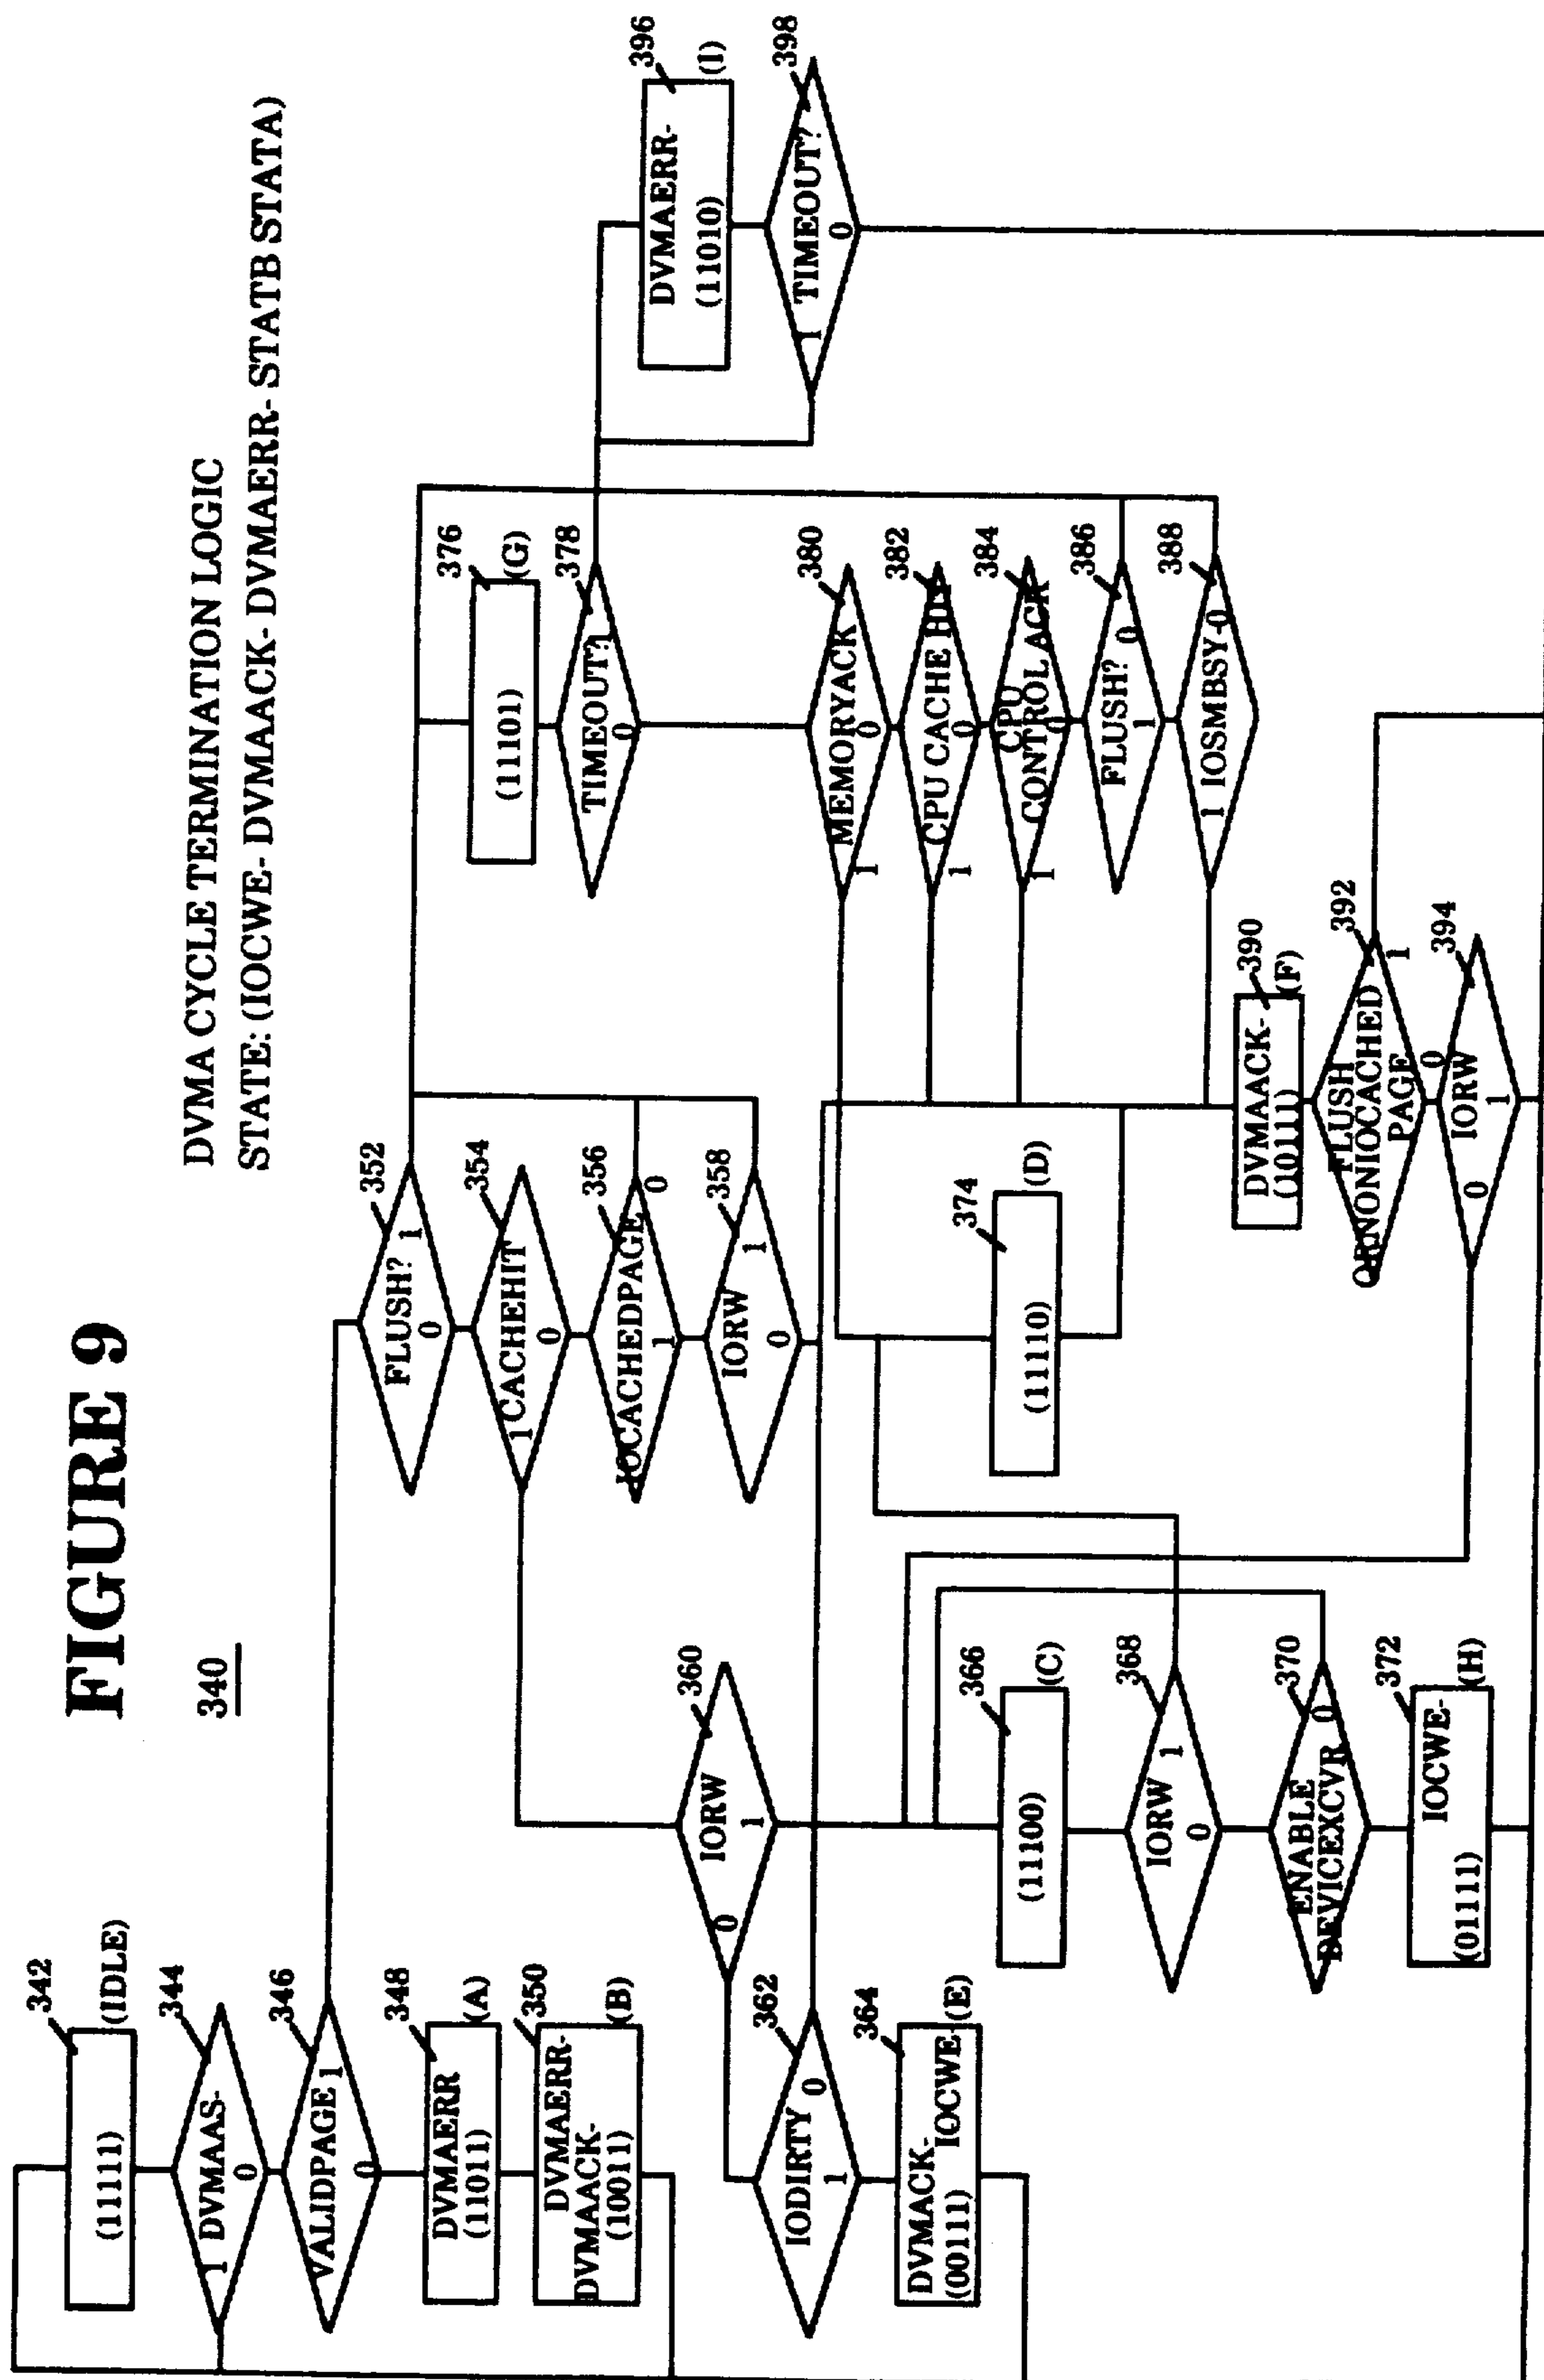 FIGURE 9
340
DVMA CYCLE TERMINATION LOGIC
STATE: (IOCWE- DVMAACK- DVMAERR- STATB STATA)
342
(IDLE)
(11111)
344
1 DVMAAS-
0
346
VALIDPAGE 1
0
348
DVMAERR
(11011)
(A)
350
DVMAERR-
DVMAACK-
(10011)
(B)
352
FLUSH? 1
0
354
1 CACHEHIT
0
356
IOCACHEDPAGE 0
1
358
IORW 1
0
360
IORW
0
1
362
IODIRTY 0
1
364
DVMACK-
IOCWE-
(00111)
(E)
366
(11100)
(C)
368
IORW 1
0
370
ENABLE
DEVICEXCVR 0
372
IOCWE-
(01111)
(H)
374
(11110)
(D)
376
(11101)
(G)
378
TIMEOUT? 1
0
380
MEMORYACK
1
0
382
CPU CACHE HIT
1
0
384
CPU
CONTROL ACK
1
0
386
FLUSH? 0
1
388
1 IOSMBSY- 0
390
DVMAACK-
(10111)
(F)
392
FLUSH
OR NONIOCACHED
PAGE
1
0
394
IORW
0
1
396
DVMAERR-
(11010)
(I)
398
1 TIMEOUT?
0